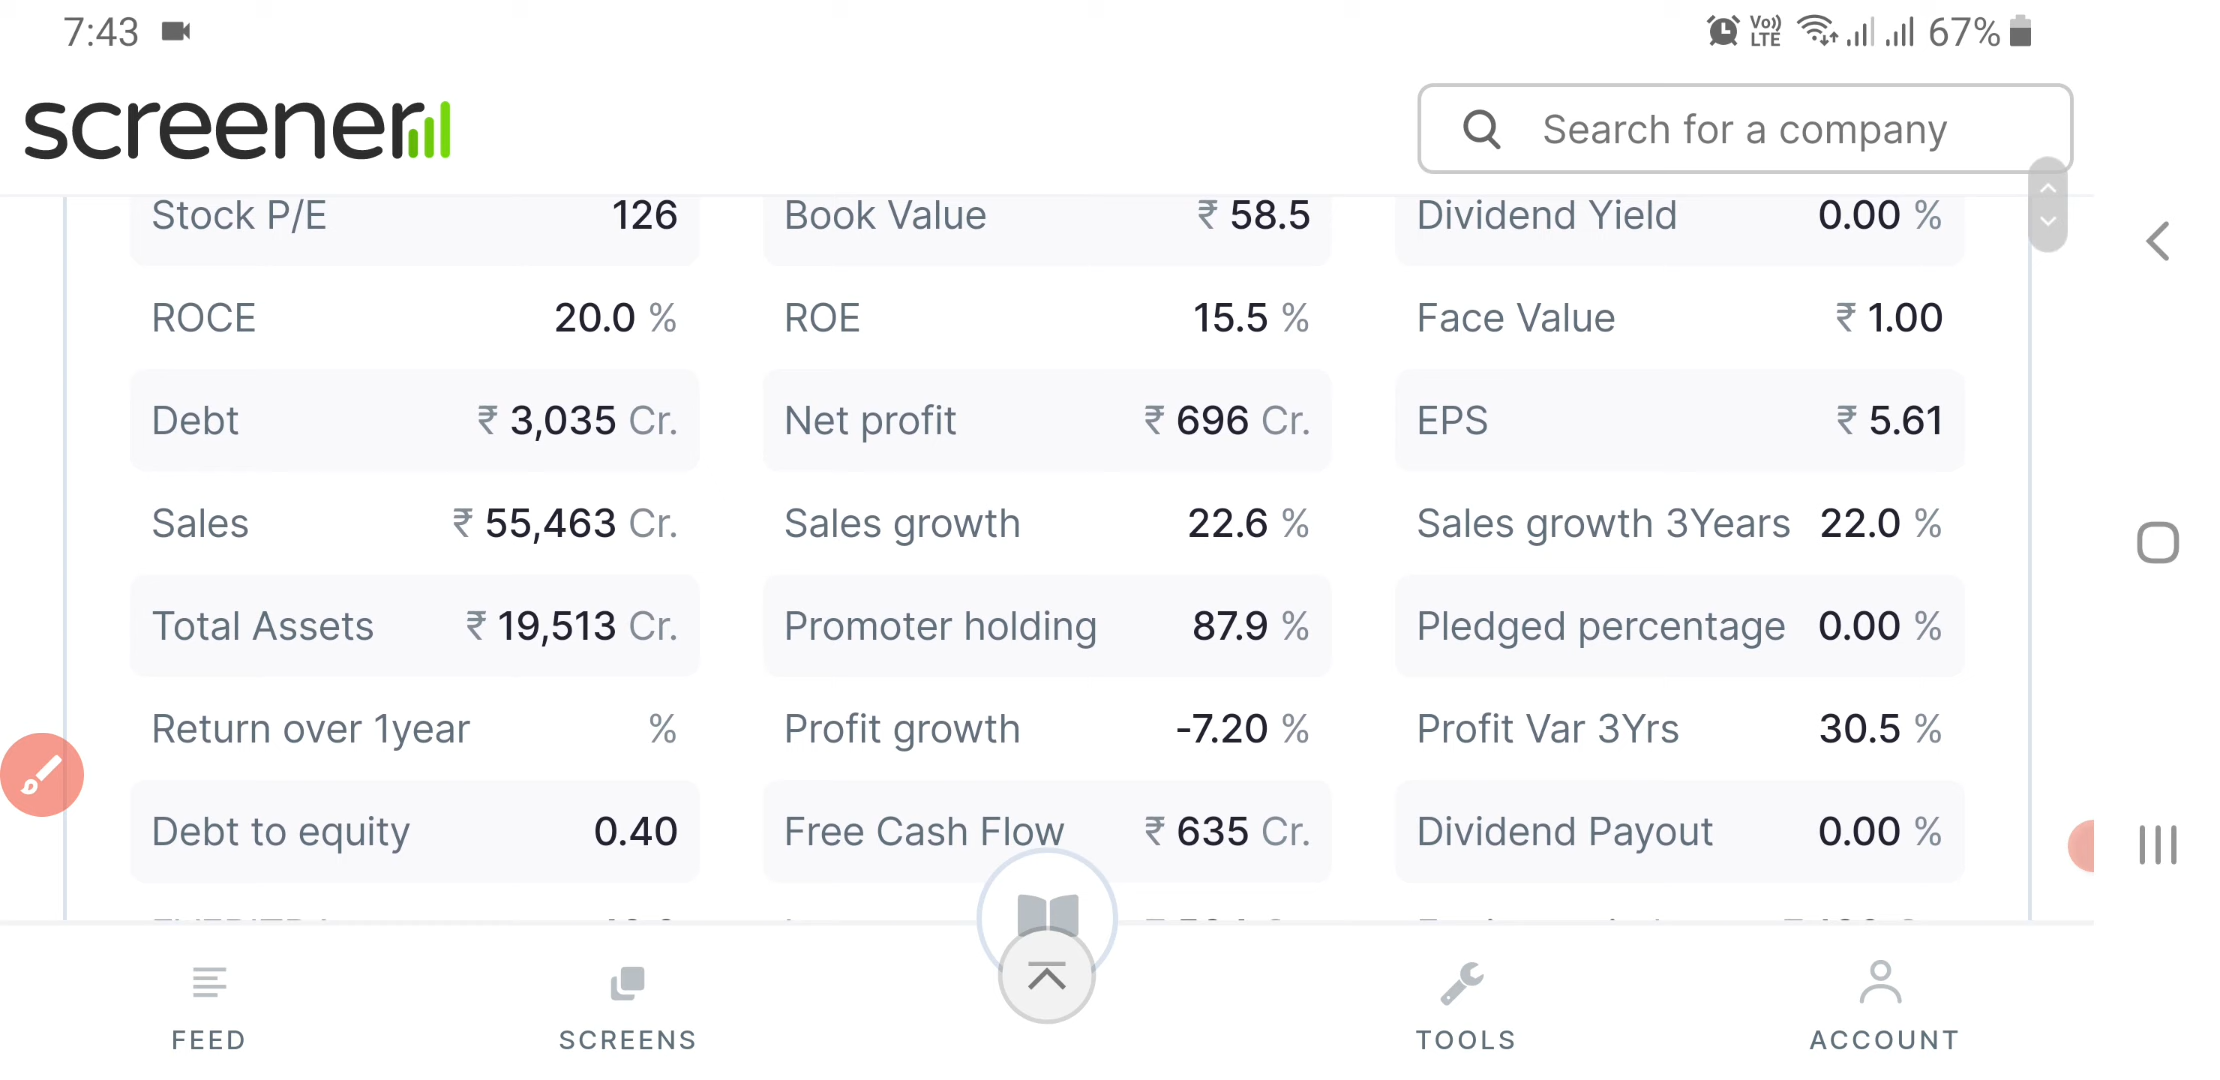 7:43 Vo)) LTE 67%
screener
Search for a company
Stock P/E 126 Book Value ₹ 58.5 Dividend Yield 0.00 %
ROCE 20.0 % ROE 15.5 % Face Value ₹ 1.00
Debt ₹ 3,035 Cr. Net profit ₹ 696 Cr. EPS ₹ 5.61
Sales ₹ 55,463 Cr. Sales growth 22.6 % Sales growth 3Years 22.0 %
Total Assets ₹ 19,513 Cr. Promoter holding 87.9 % Pledged percentage 0.00 %
Return over 1year % Profit growth -7.20 % Profit Var 3Yrs 30.5 %
Debt to equity 0.40 Free Cash Flow ₹ 635 Cr. Dividend Payout 0.00 %
FEED SCREENS TOOLS ACCOUNT